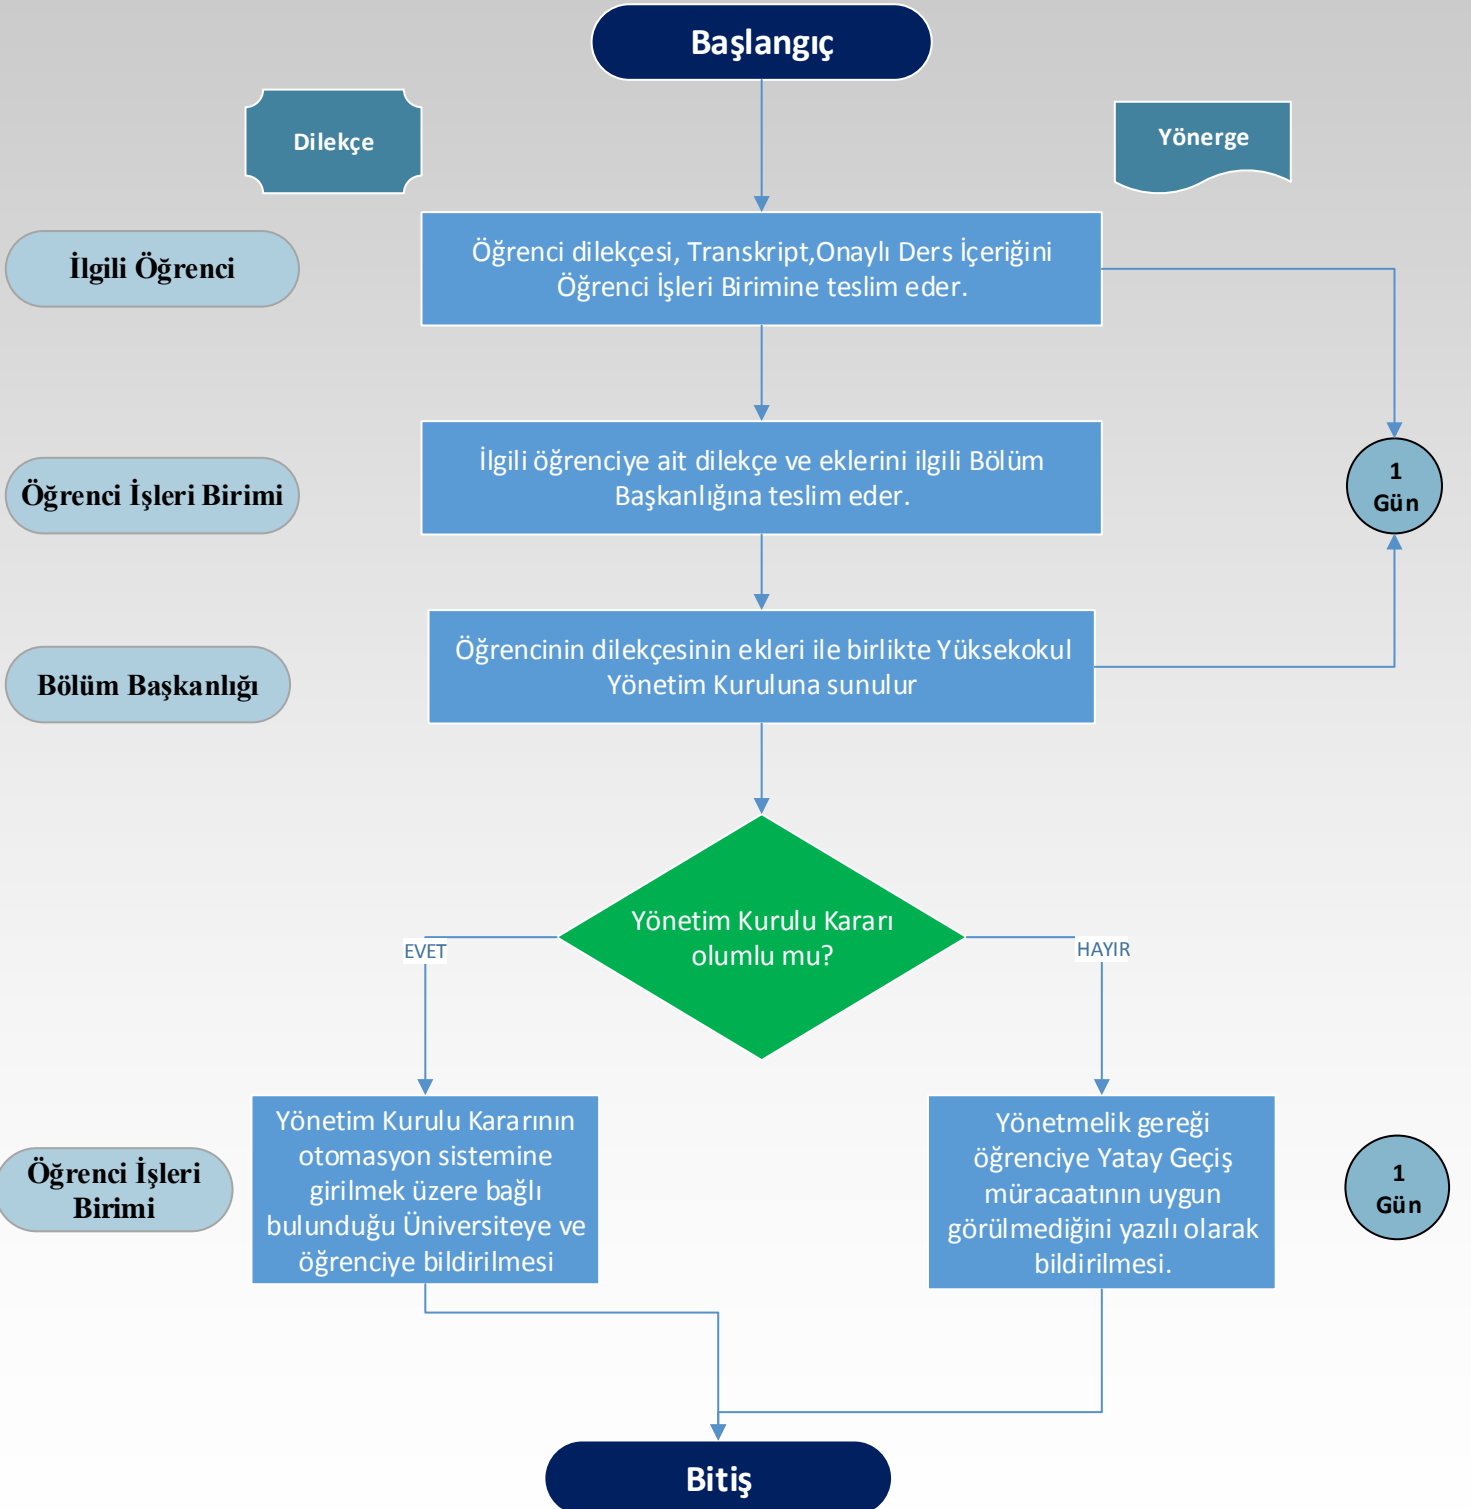 Başlangıç
Dilekçe
Yönerge
İlgili Öğrenci
Öğrenci dilekçesi, Transkript,Onaylı Ders İçeriğini
Öğrenci İşleri Birimine teslim eder.
Öğrenci İşleri Birimi
İlgili öğrenciye ait dilekçe ve eklerini ilgili Bölüm
Başkanlığına teslim eder.
1
Gün
Bölüm Başkanlığı
Öğrencinin dilekçesinin ekleri ile birlikte Yüksekokul
Yönetim Kuruluna sunulur
Yönetim Kurulu Kararı
olumlu mu?
EVET
HAYIR
Öğrenci İşleri
Birimi
Yönetim Kurulu Kararının
otomasyon sistemine
girilmek üzere bağlı
bulunduğu Üniversiteye ve
öğrenciye bildirilmesi
Yönetmelik gereği
öğrenciye Yatay Geçiş
müracaatının uygun
görülmediğini yazılı olarak
bildirilmesi.
1
Gün
Bitiş